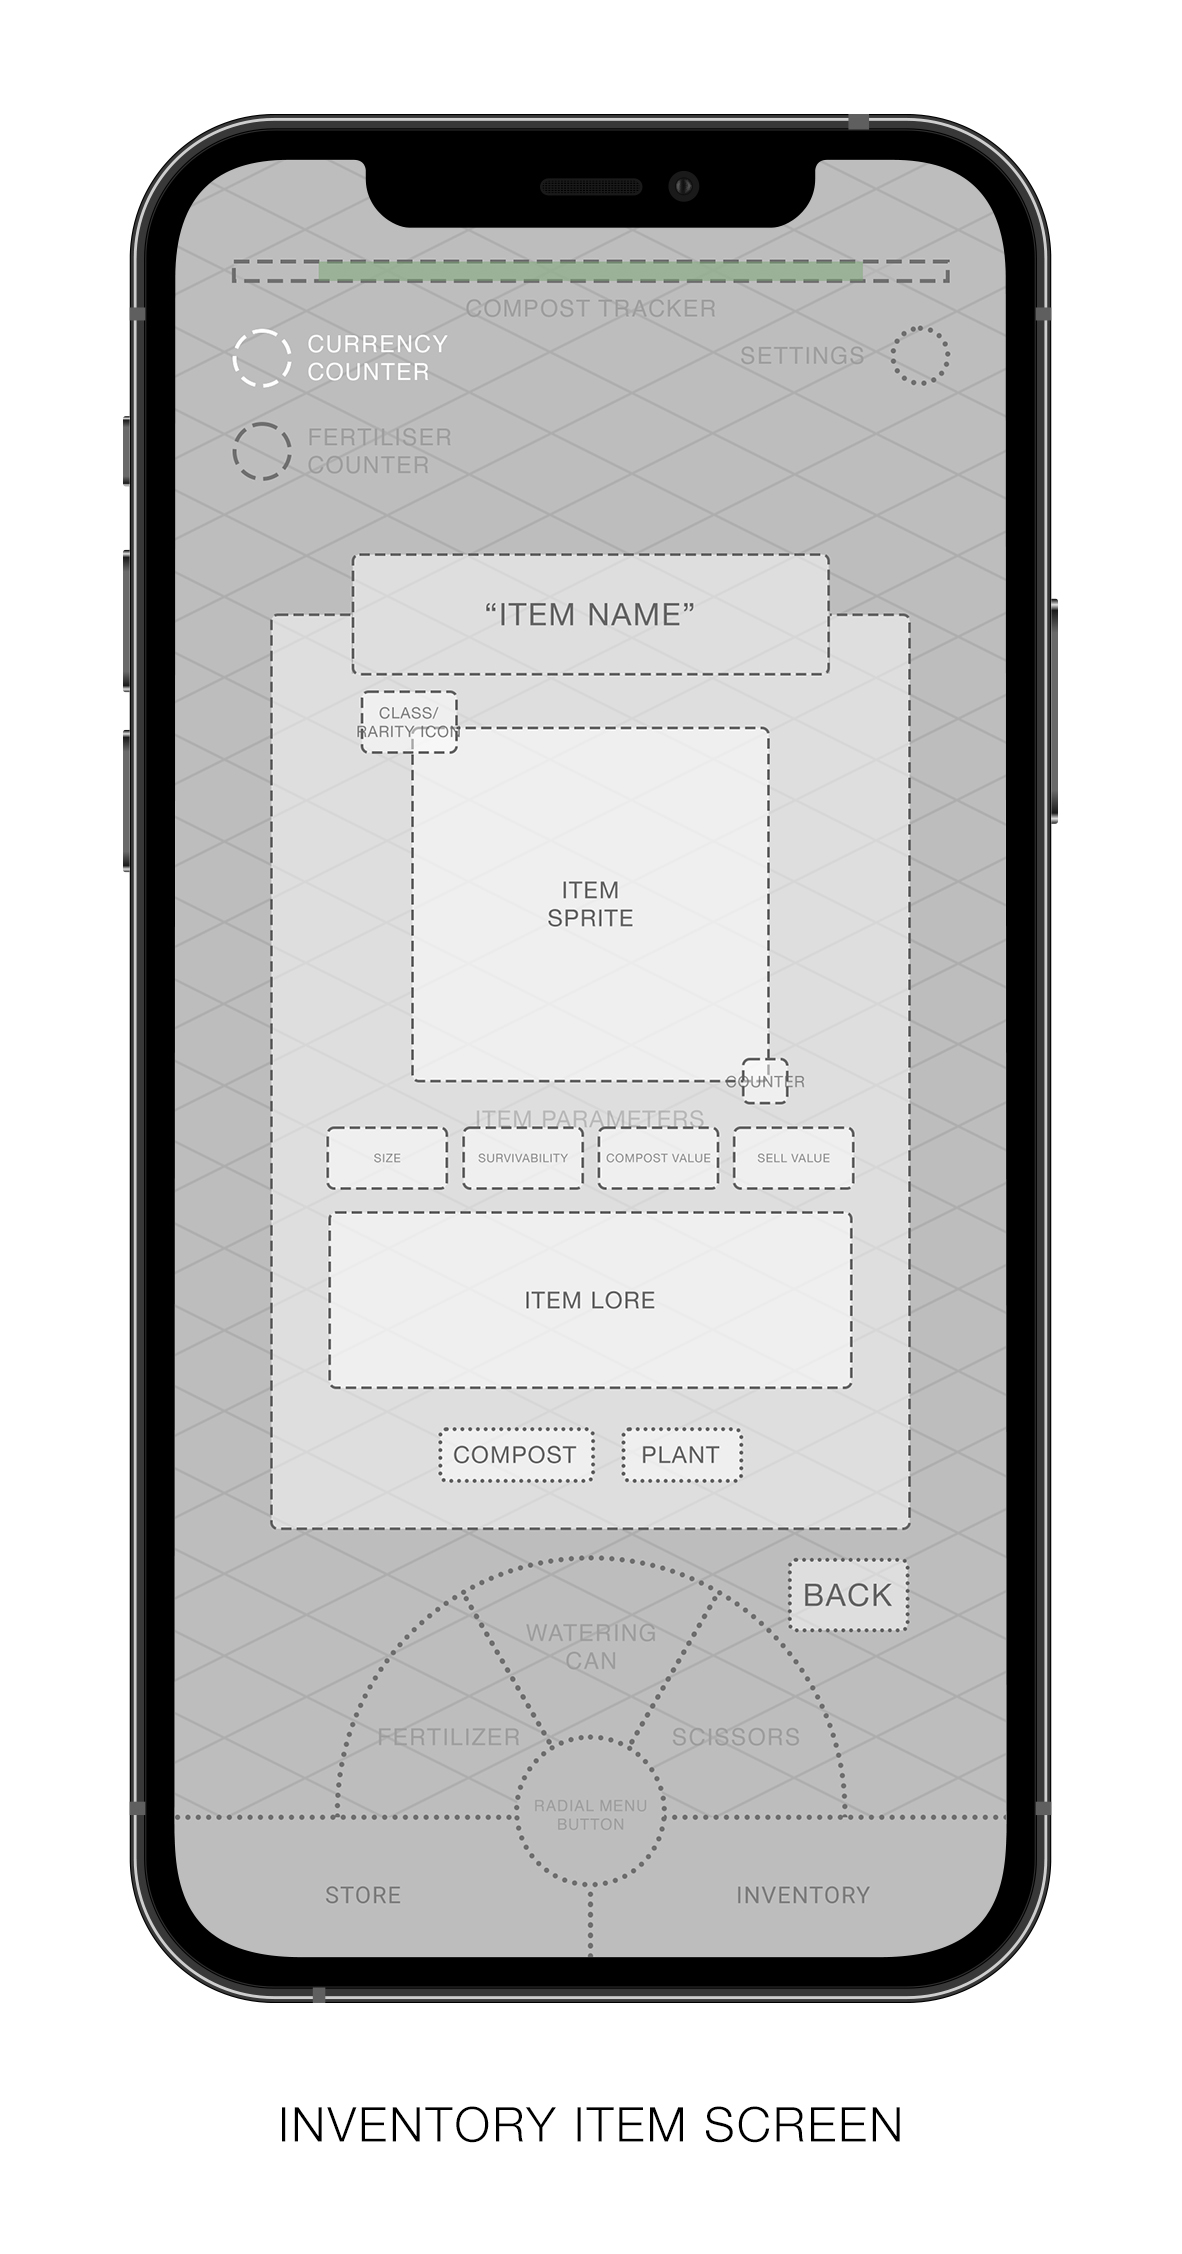 COMPOST TRACKER
CURRENCY
COUNTER
SETTINGS
FERTILISER
COUNTER
“ITEM NAME”
CLASS/
RARITY ICON
ITEM
SPRITE
COUNTER
ITEM PARAMETERS
SIZE
SURVIVABILITY
COMPOST VALUE
SELL VALUE
ITEM LORE
COMPOST
PLANT
BACK
WATERING
CAN
FERTILIZER
SCISSORS
RADIAL MENU
BUTTON
STORE
INVENTORY
INVENTORY ITEM SCREEN